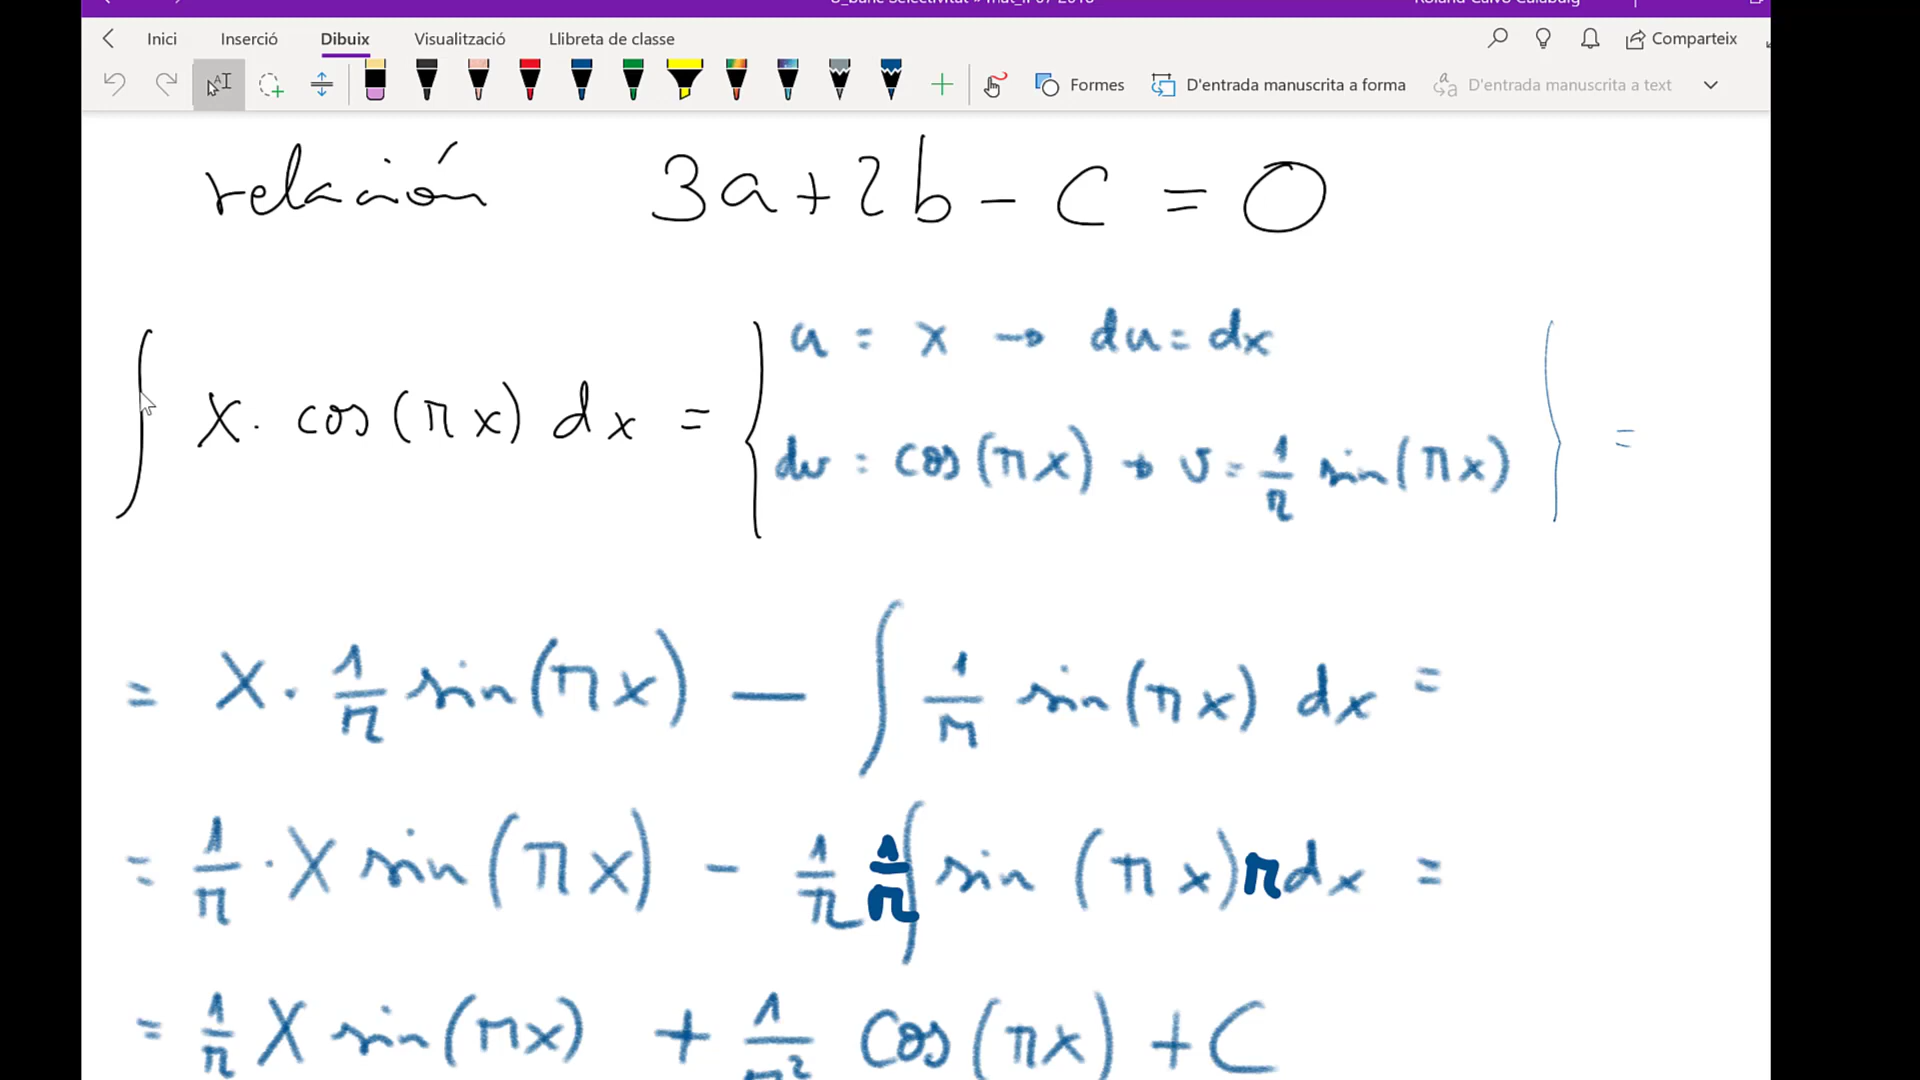 Inici Inserció Dibuix Visualització Llibreta de classe Comparteix
Formes D'entrada manuscrita a forma D'entrada manuscrita a text
relación 3a+2b-c=0
∫ x · cos(πx) dx = { u = x → du = dx
dv = cos(πx) → v = 1/π sin(πx) } =
= x · 1/π sin(πx) - ∫ 1/π sin(πx) dx =
= 1/π · x sin(πx) - 1/π 1/π ∫ sin(πx) π dx =
= 1/π x sin(πx) + 1/π² cos(πx) + C